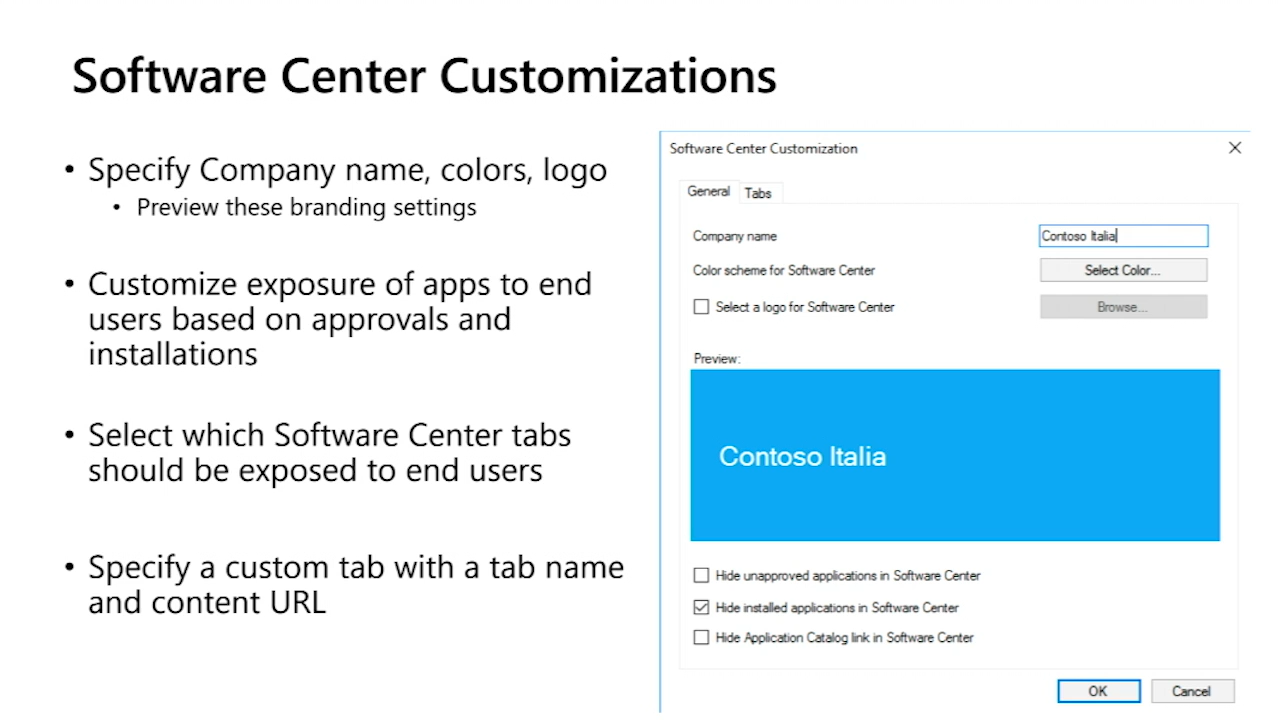 Software Center Customizations
• Specify Company name, colors, logo
• Preview these branding settings
• Customize exposure of apps to end
users based on approvals and
installations
• Select which Software Center tabs
should be exposed to end users
• Specify a custom tab with a tab name
and content URL
Software Center Customization
General Tabs
Company name Contoso Italia
Color scheme for Software Center Select Color...
Select a logo for Software Center Browse...
Preview:
Contoso Italia
Hide unapproved applications in Software Center
Hide installed applications in Software Center
Hide Application Catalog link in Software Center
OK Cancel